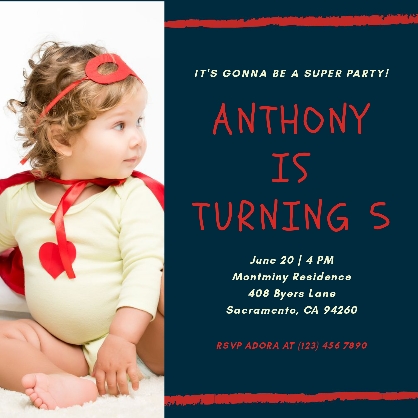 IT'S GONNA BE A SUPER PARTY!
ANTHONY
IS
TURNING 5
June 20 | 4 PM
Montminy Residence
408 Byers Lane
Sacramento, CA 94260
RSVP ADORA AT (123) 456 7890